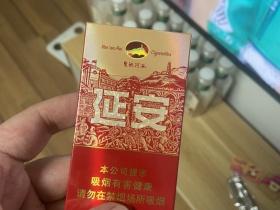 延安
本公司提示
吸烟有害健康
请勿在禁烟场所吸烟